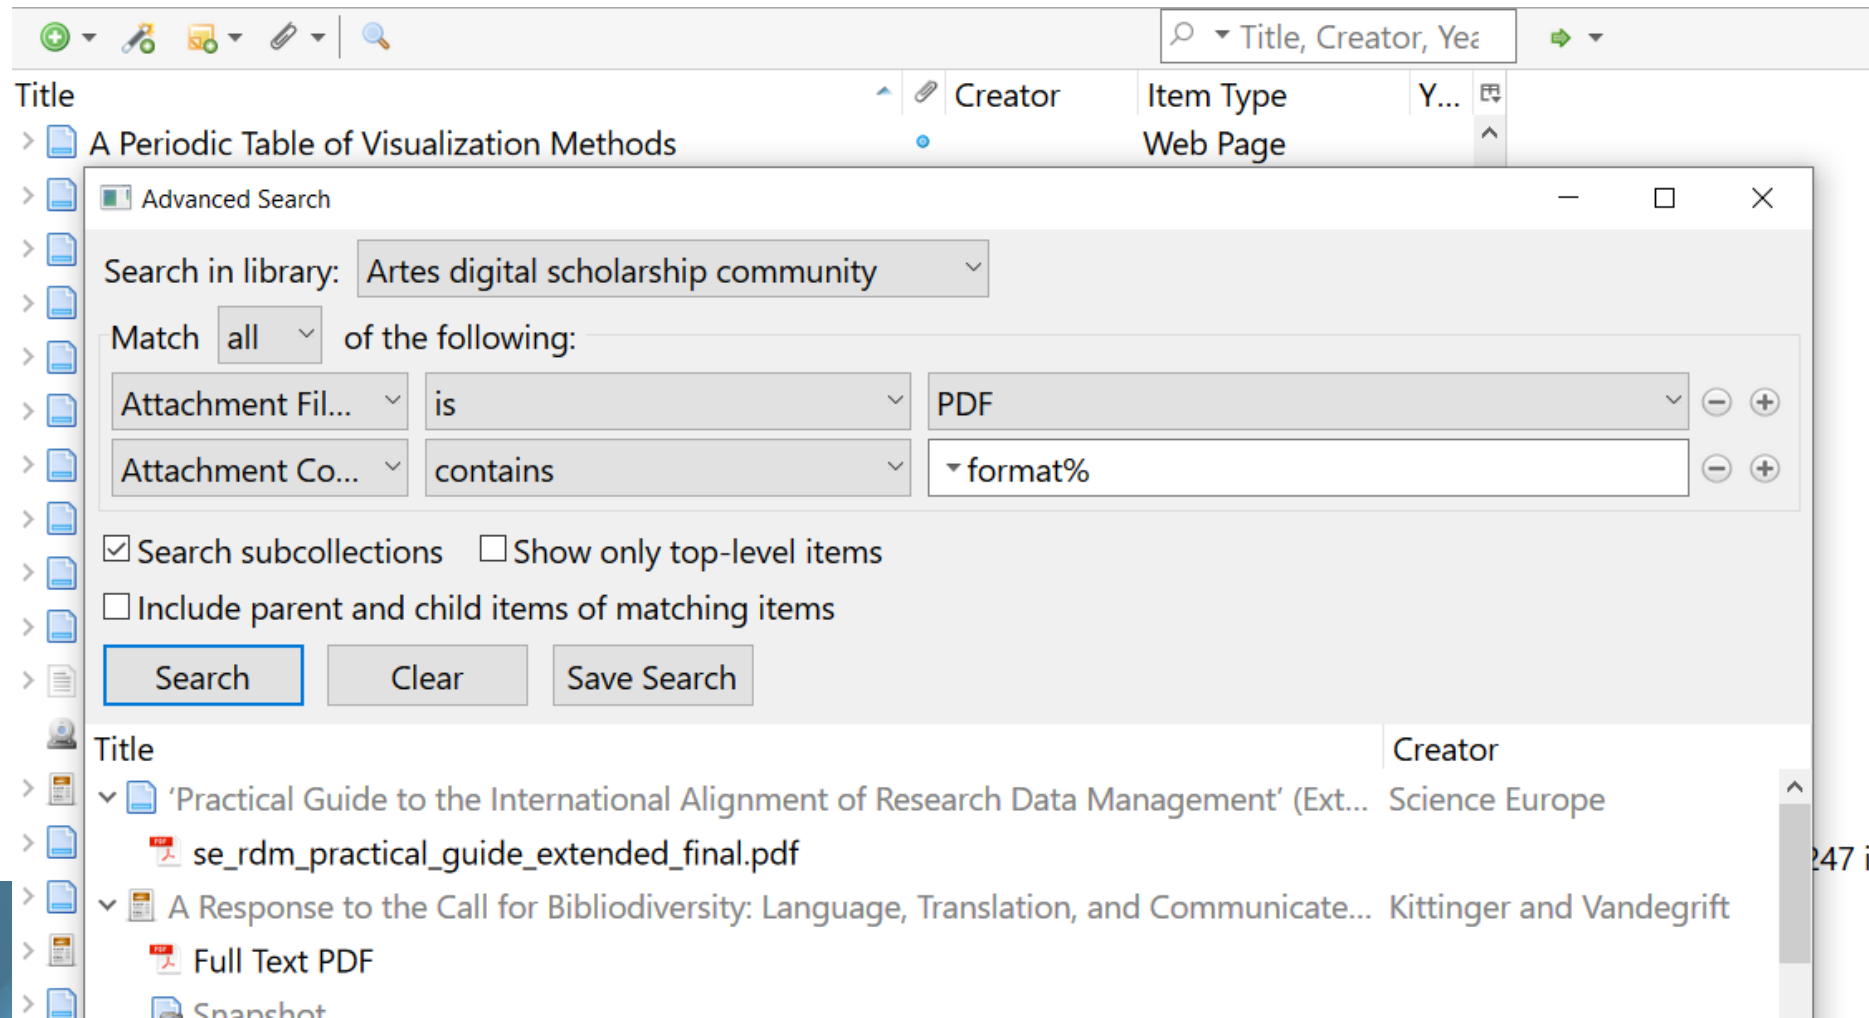 Title, Creator, Yea
Title Creator Item Type Y...
A Periodic Table of Visualization Methods Web Page
Advanced Search
Search in library: Artes digital scholarship community
Match all of the following:
Attachment Fil... is PDF
Attachment Co... contains format%
Search subcollections Show only top-level items
Include parent and child items of matching items
Search Clear Save Search
Title Creator
‘Practical Guide to the International Alignment of Research Data Management’ (Ext... Science Europe
PDF se_rdm_practical_guide_extended_final.pdf
247 i
A Response to the Call for Bibliodiversity: Language, Translation, and Communicate... Kittinger and Vandegrift
PDF Full Text PDF
Snapshot